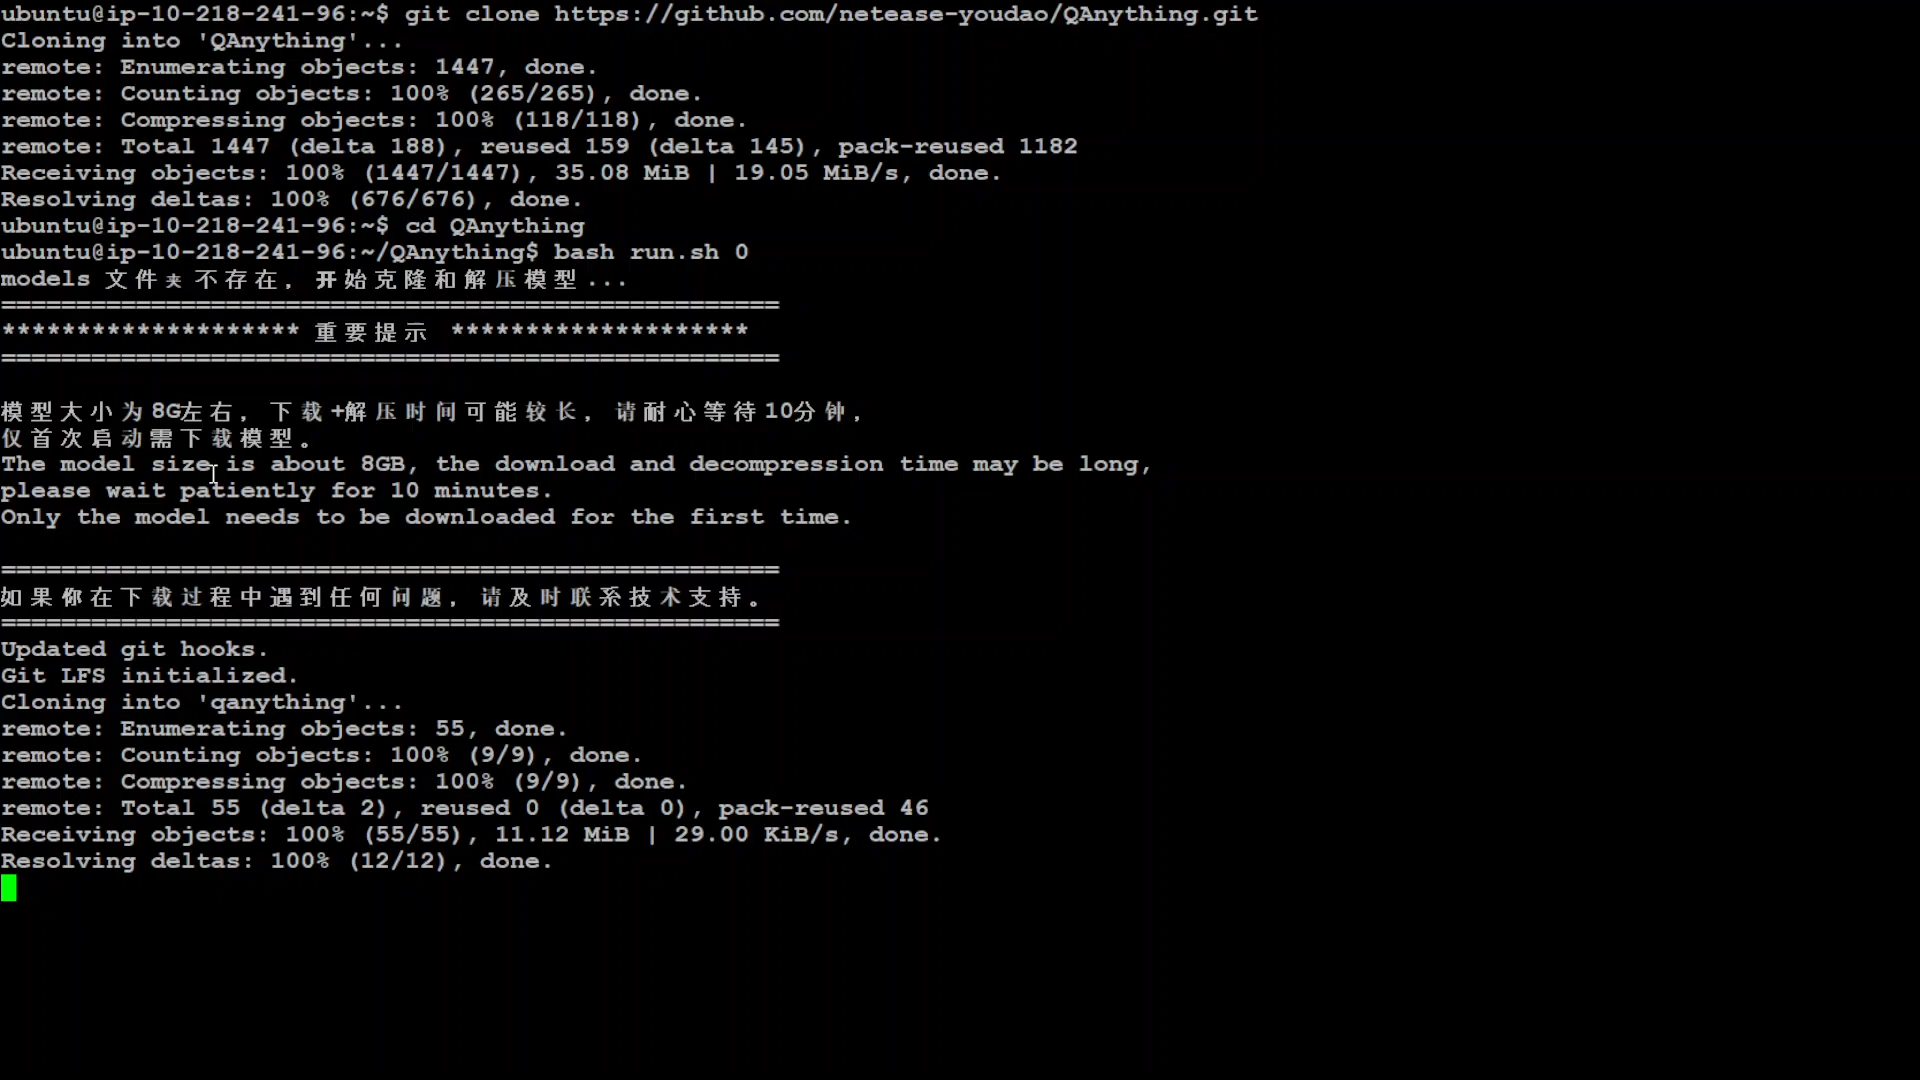 ubuntu@ip-10-218-241-96:~$ git clone https://github.com/netease-youdao/QAnything.git
Cloning into 'QAnything'...
remote: Enumerating objects: 1447, done.
remote: Counting objects: 100% (265/265), done.
remote: Compressing objects: 100% (118/118), done.
remote: Total 1447 (delta 188), reused 159 (delta 145), pack-reused 1182
Receiving objects: 100% (1447/1447), 35.08 MiB | 19.05 MiB/s, done.
Resolving deltas: 100% (676/676), done.
ubuntu@ip-10-218-241-96:~$ cd QAnything
ubuntu@ip-10-218-241-96:~/QAnything$ bash run.sh 0
models 文件夹不存在，开始克隆和解压模型...
====================================================
******************** 重要提示 ********************
====================================================
模型大小为8G左右，下载+解压时间可能较长，请耐心等待10分钟，
仅首次启动需下载模型。
The model size is about 8GB, the download and decompression time may be long,
please wait patiently for 10 minutes.
Only the model needs to be downloaded for the first time.
====================================================
如果你在下载过程中遇到任何问题，请及时联系技术支持。
====================================================
Updated git hooks.
Git LFS initialized.
Cloning into 'qanything'...
remote: Enumerating objects: 55, done.
remote: Counting objects: 100% (9/9), done.
remote: Compressing objects: 100% (9/9), done.
remote: Total 55 (delta 2), reused 0 (delta 0), pack-reused 46
Receiving objects: 100% (55/55), 11.12 MiB | 29.00 KiB/s, done.
Resolving deltas: 100% (12/12), done.